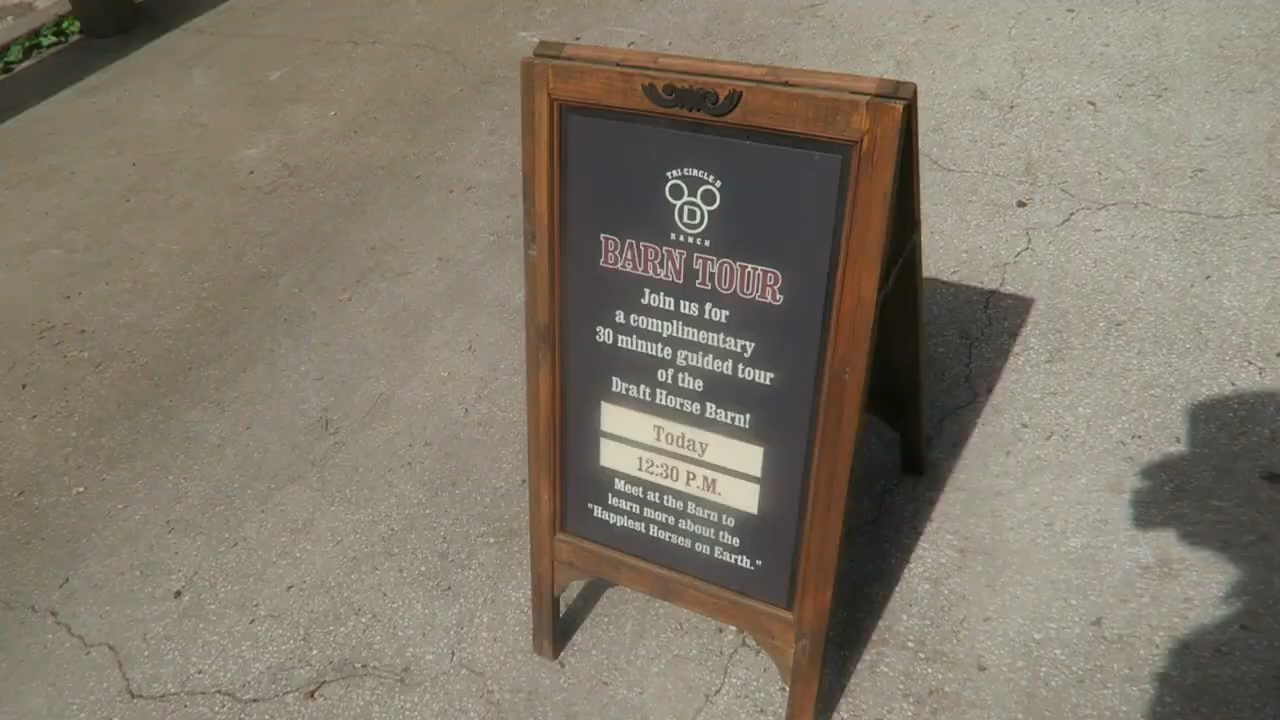 TRI-CIRCLE-D
D
RANCH
BARN TOUR
Join us for
a complimentary
30 minute guided tour
of the
Draft Horse Barn!
Today
12:30 P.M.
Meet at the Barn to
learn more about the
"Happiest Horses on Earth."